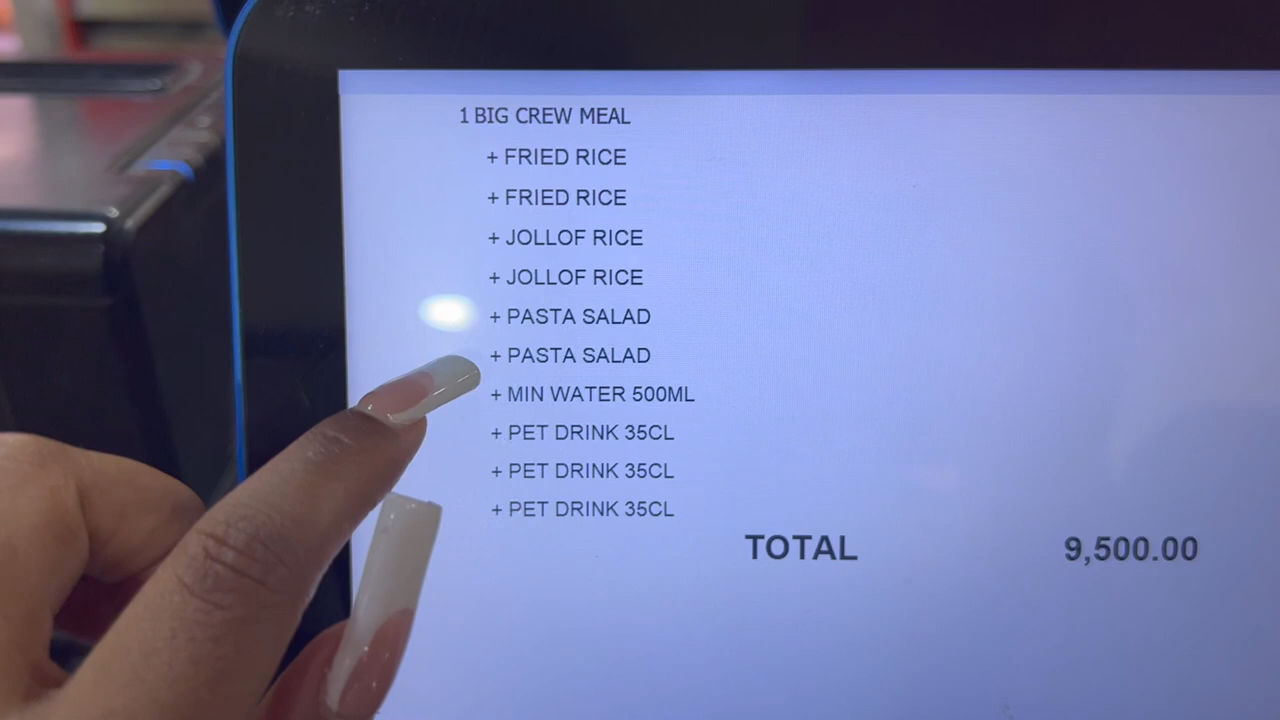 1 BIG CREW MEAL
+ FRIED RICE
+ FRIED RICE
+ JOLLOF RICE
+ JOLLOF RICE
+ PASTA SALAD
+ PASTA SALAD
+ MIN WATER 500ML
+ PET DRINK 35CL
+ PET DRINK 35CL
+ PET DRINK 35CL
TOTAL 9,500.00